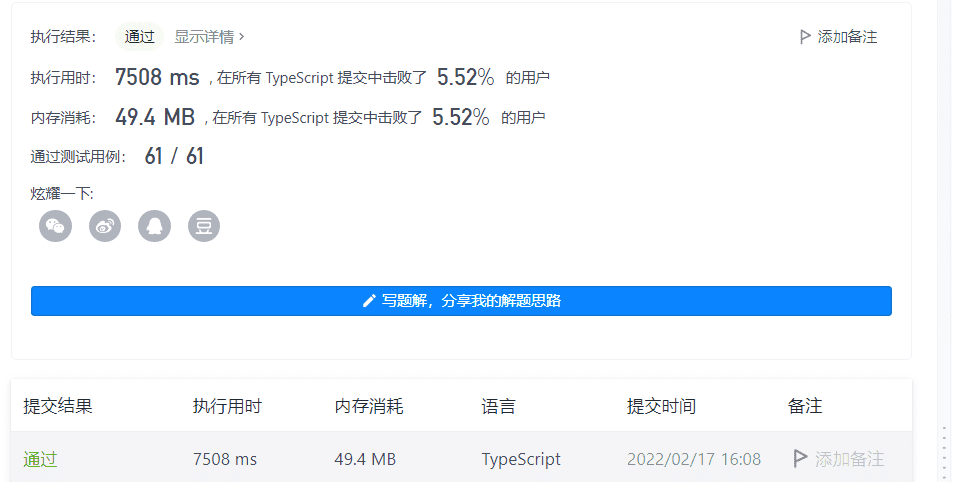 执行结果： 通过 显示详情 ›  添加备注
执行用时： 7508 ms , 在所有 TypeScript 提交中击败了 5.52% 的用户
内存消耗： 49.4 MB , 在所有 TypeScript 提交中击败了 5.52% 的用户
通过测试用例： 61 / 61
炫耀一下:
豆
写题解，分享我的解题思路
提交结果 执行用时 内存消耗 语言 提交时间 备注
通过 7508 ms 49.4 MB TypeScript 2022/02/17 16:08 添加备注